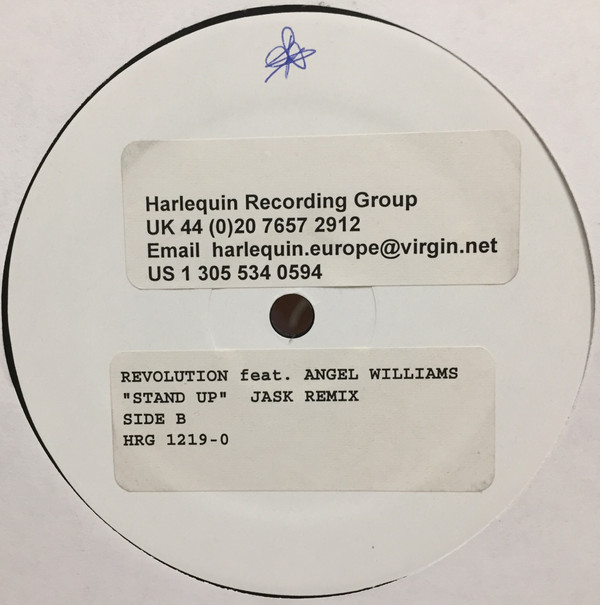 Harlequin Recording Group
UK 44 (0)20 7657 2912
Email harlequin.europe@virgin.net
US 1 305 534 0594
REVOLUTION feat. ANGEL WILLIAMS
"STAND UP" JASK REMIX
SIDE B
HRG 1219-0